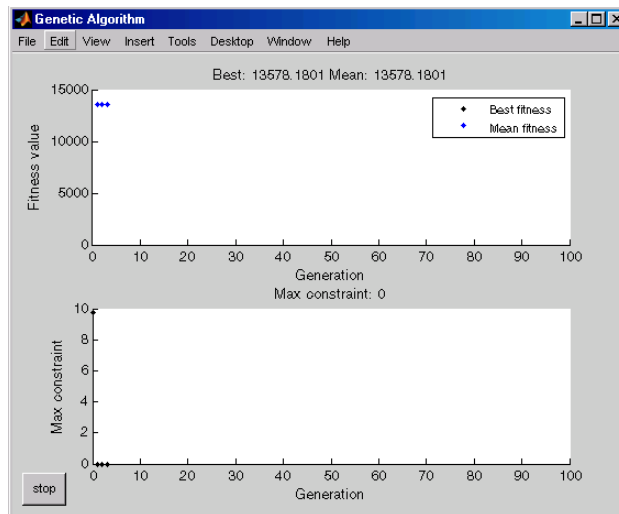 Genetic Algorithm
File Edit View Insert Tools Desktop Window Help
Best: 13578.1801 Mean: 13578.1801
15000
10000
5000
0
Fitness value
Best fitness
Mean fitness
0 10 20 30 40 50 60 70 80 90 100
Generation
Max constraint: 0
10
8
6
4
2
0
Max constraint
0 10 20 30 40 50 60 70 80 90 100
Generation
stop